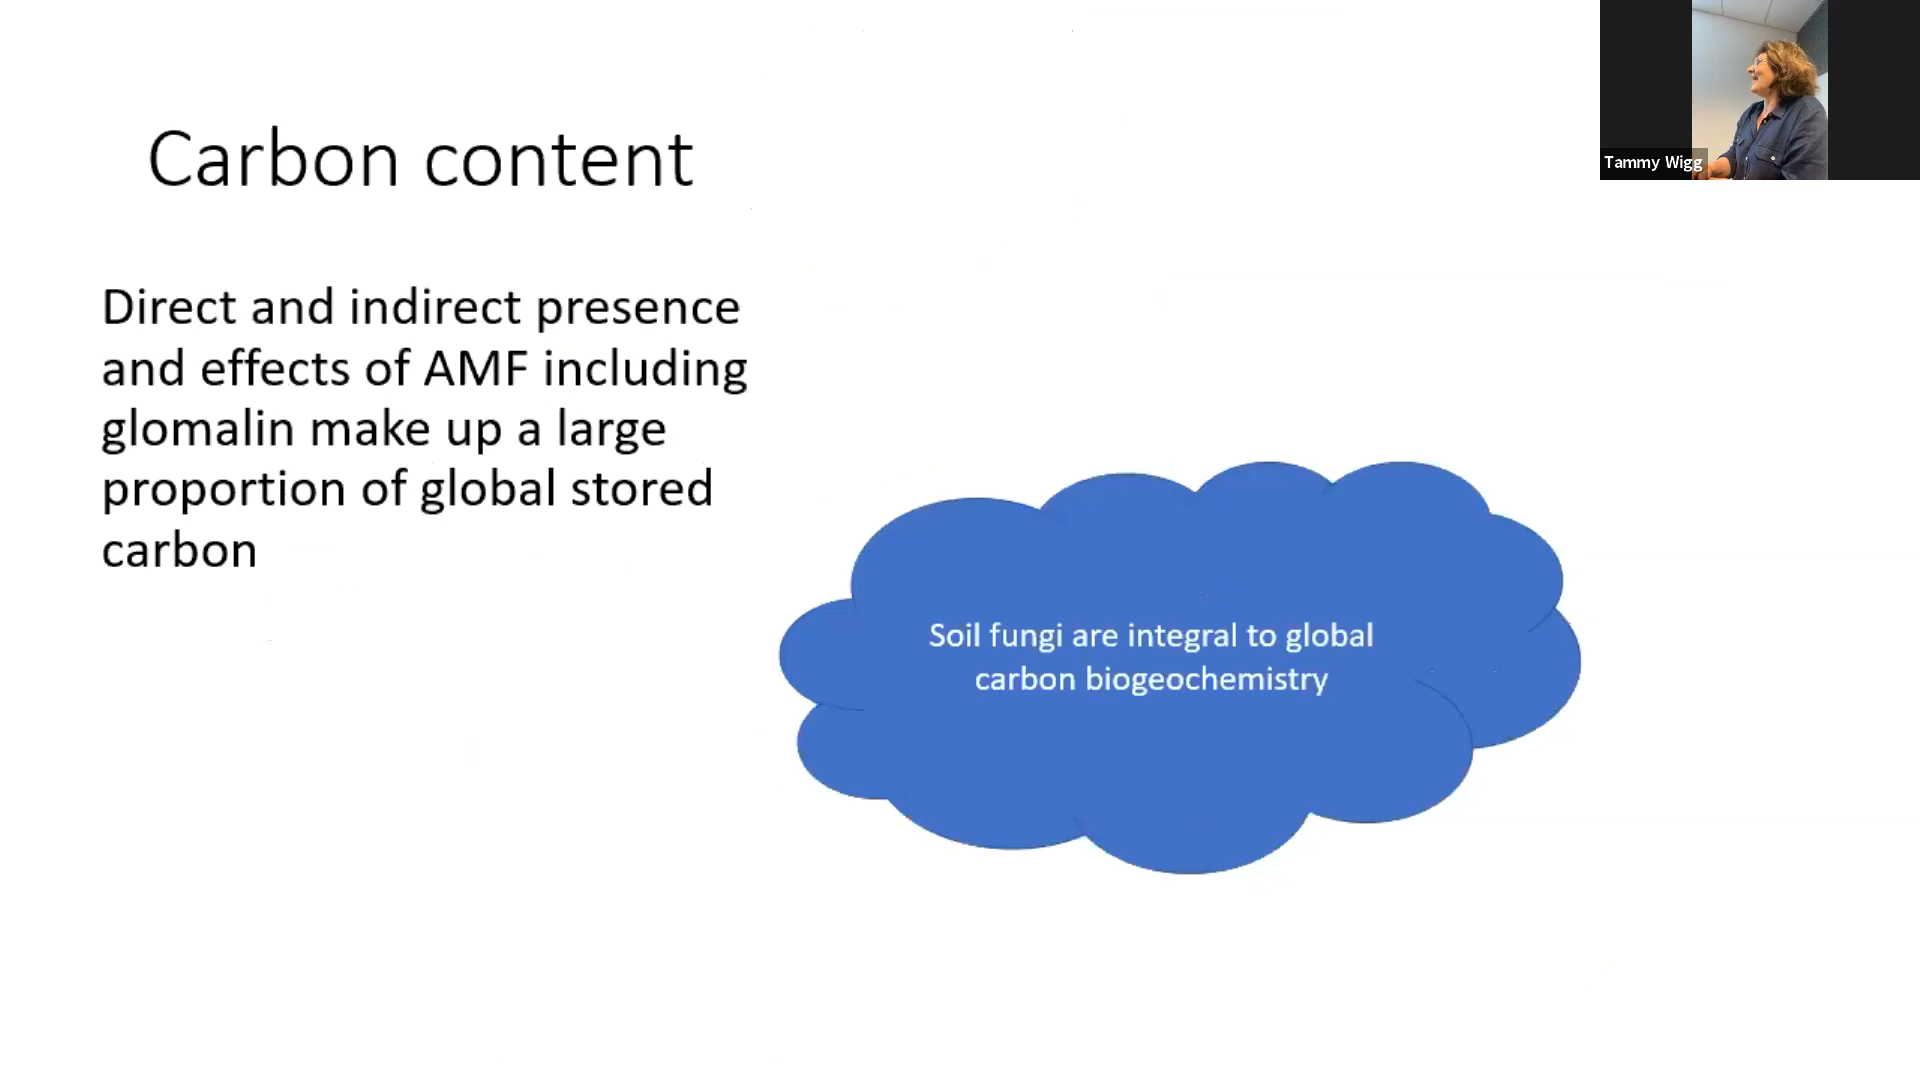 Carbon content
Tammy Wigg
Direct and indirect presence
and effects of AMF including
glomalin make up a large
proportion of global stored
carbon
Soil fungi are integral to global
carbon biogeochemistry